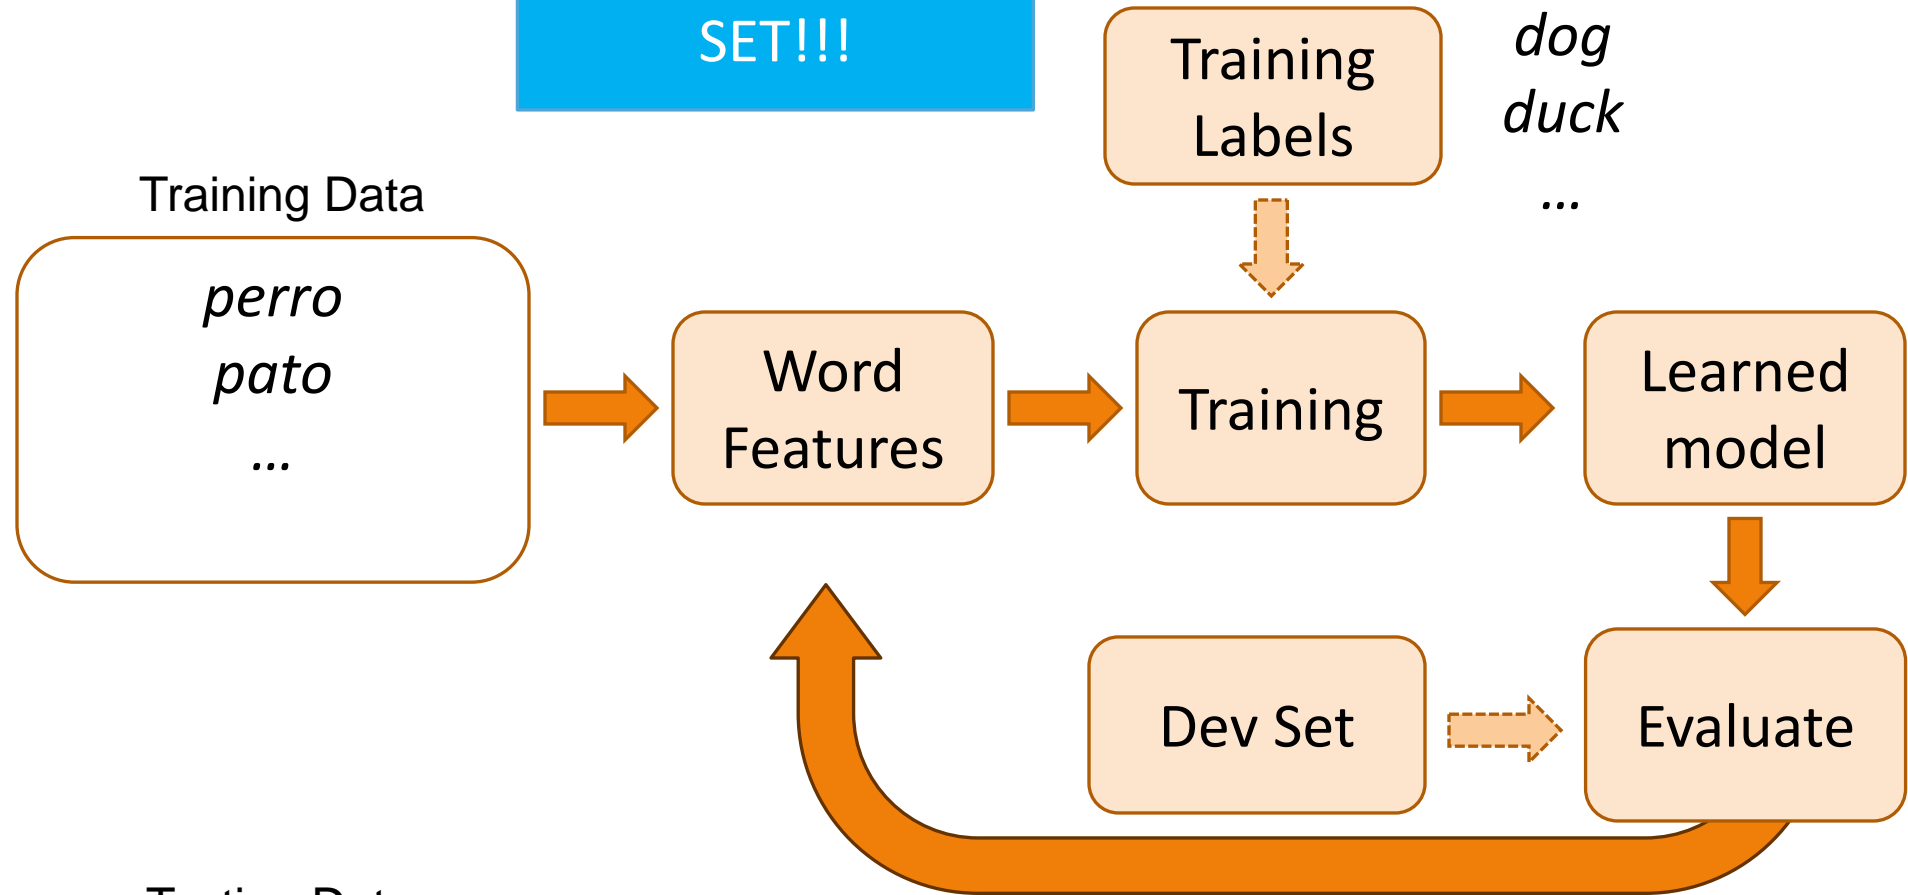 SET!!!
Training
Labels
dog
duck
...
Training Data
perro
pato
...
Word
Features
Training
Learned
model
Dev Set
Evaluate